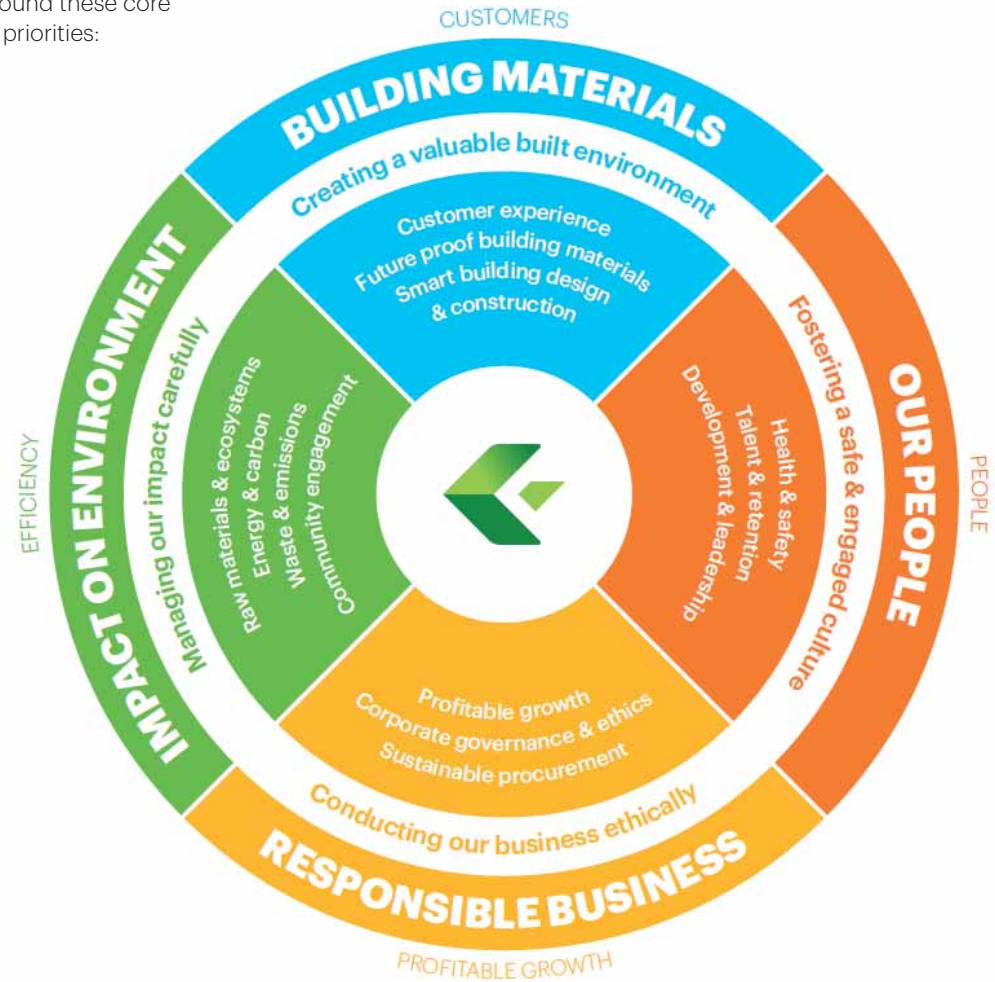 ound these core
priorities:
CUSTOMERS
BUILDING MATERIALS
Creating a valuable built environment
Customer experience
Future proof building materials
Smart building design
& construction
OUR PEOPLE
Fostering a safe & engaged culture
Health & safety
Talent & retention
Development & leadership
PEOPLE
RESPONSIBLE BUSINESS
Conducting our business ethically
Profitable growth
Corporate governance & ethics
Sustainable procurement
PROFITABLE GROWTH
EFFICIENCY
IMPACT ON ENVIRONMENT
Managing our impact carefully
Raw materials & ecosystems
Energy & carbon
Waste & emissions
Community engagement